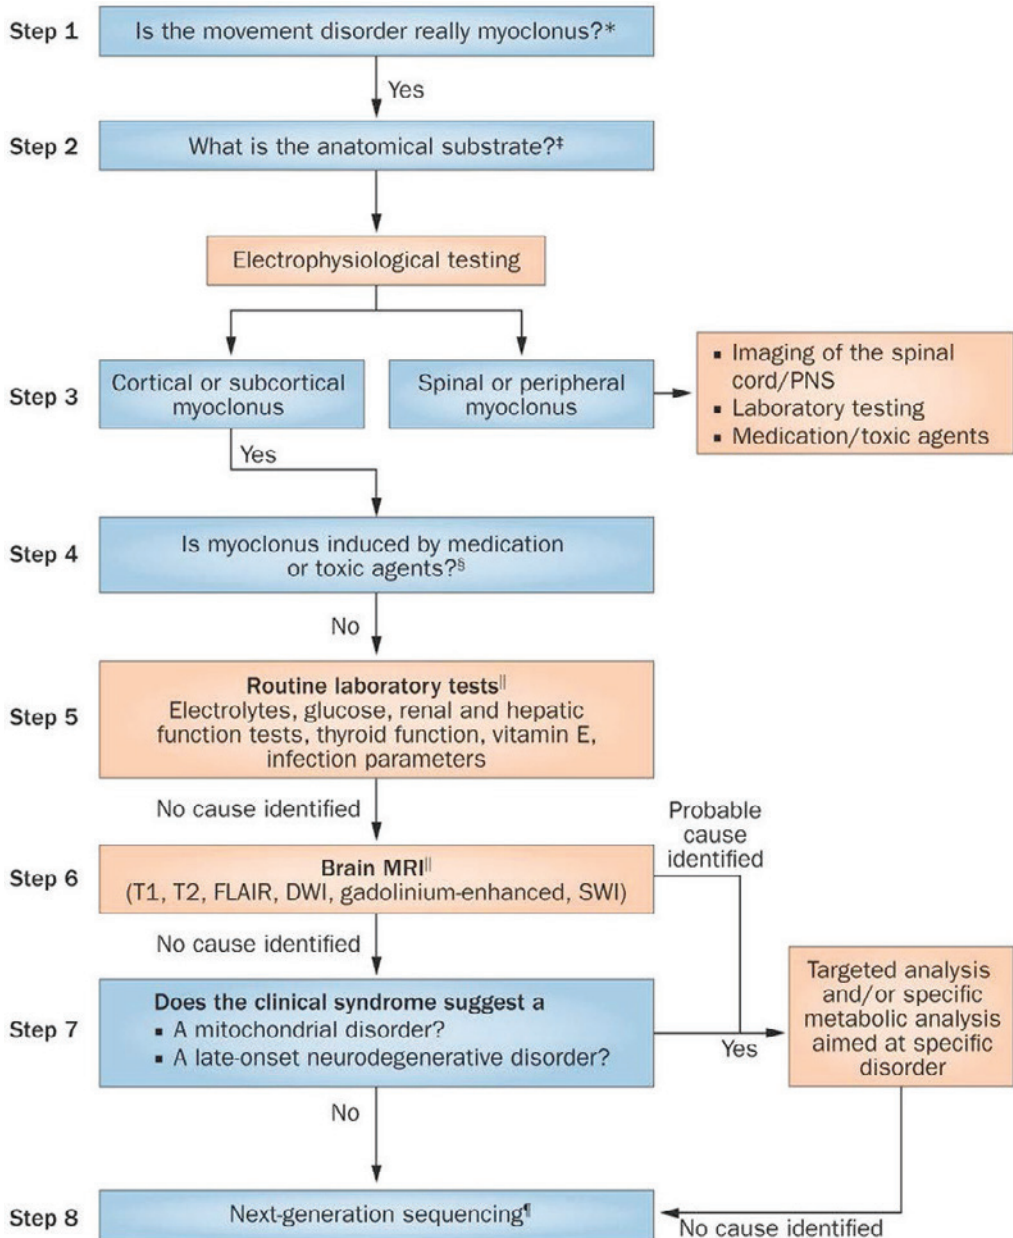 Step 1
Is the movement disorder really myoclonus?*
Yes
Step 2
What is the anatomical substrate?‡
Electrophysiological testing
Step 3
Cortical or subcortical
myoclonus
Spinal or peripheral
myoclonus
▪ Imaging of the spinal
cord/PNS
▪ Laboratory testing
▪ Medication/toxic agents
Yes
Step 4
Is myoclonus induced by medication
or toxic agents?§
No
Step 5
Routine laboratory tests||
Electrolytes, glucose, renal and hepatic
function tests, thyroid function, vitamin E,
infection parameters
No cause identified
Probable
cause
identified
Step 6
Brain MRI||
(T1, T2, FLAIR, DWI, gadolinium-enhanced, SWI)
No cause identified
Step 7
Does the clinical syndrome suggest a
▪ A mitochondrial disorder?
▪ A late-onset neurodegenerative disorder?
Yes
Targeted analysis
and/or specific
metabolic analysis
aimed at specific
disorder
No
Step 8
Next-generation sequencing¶
No cause identified